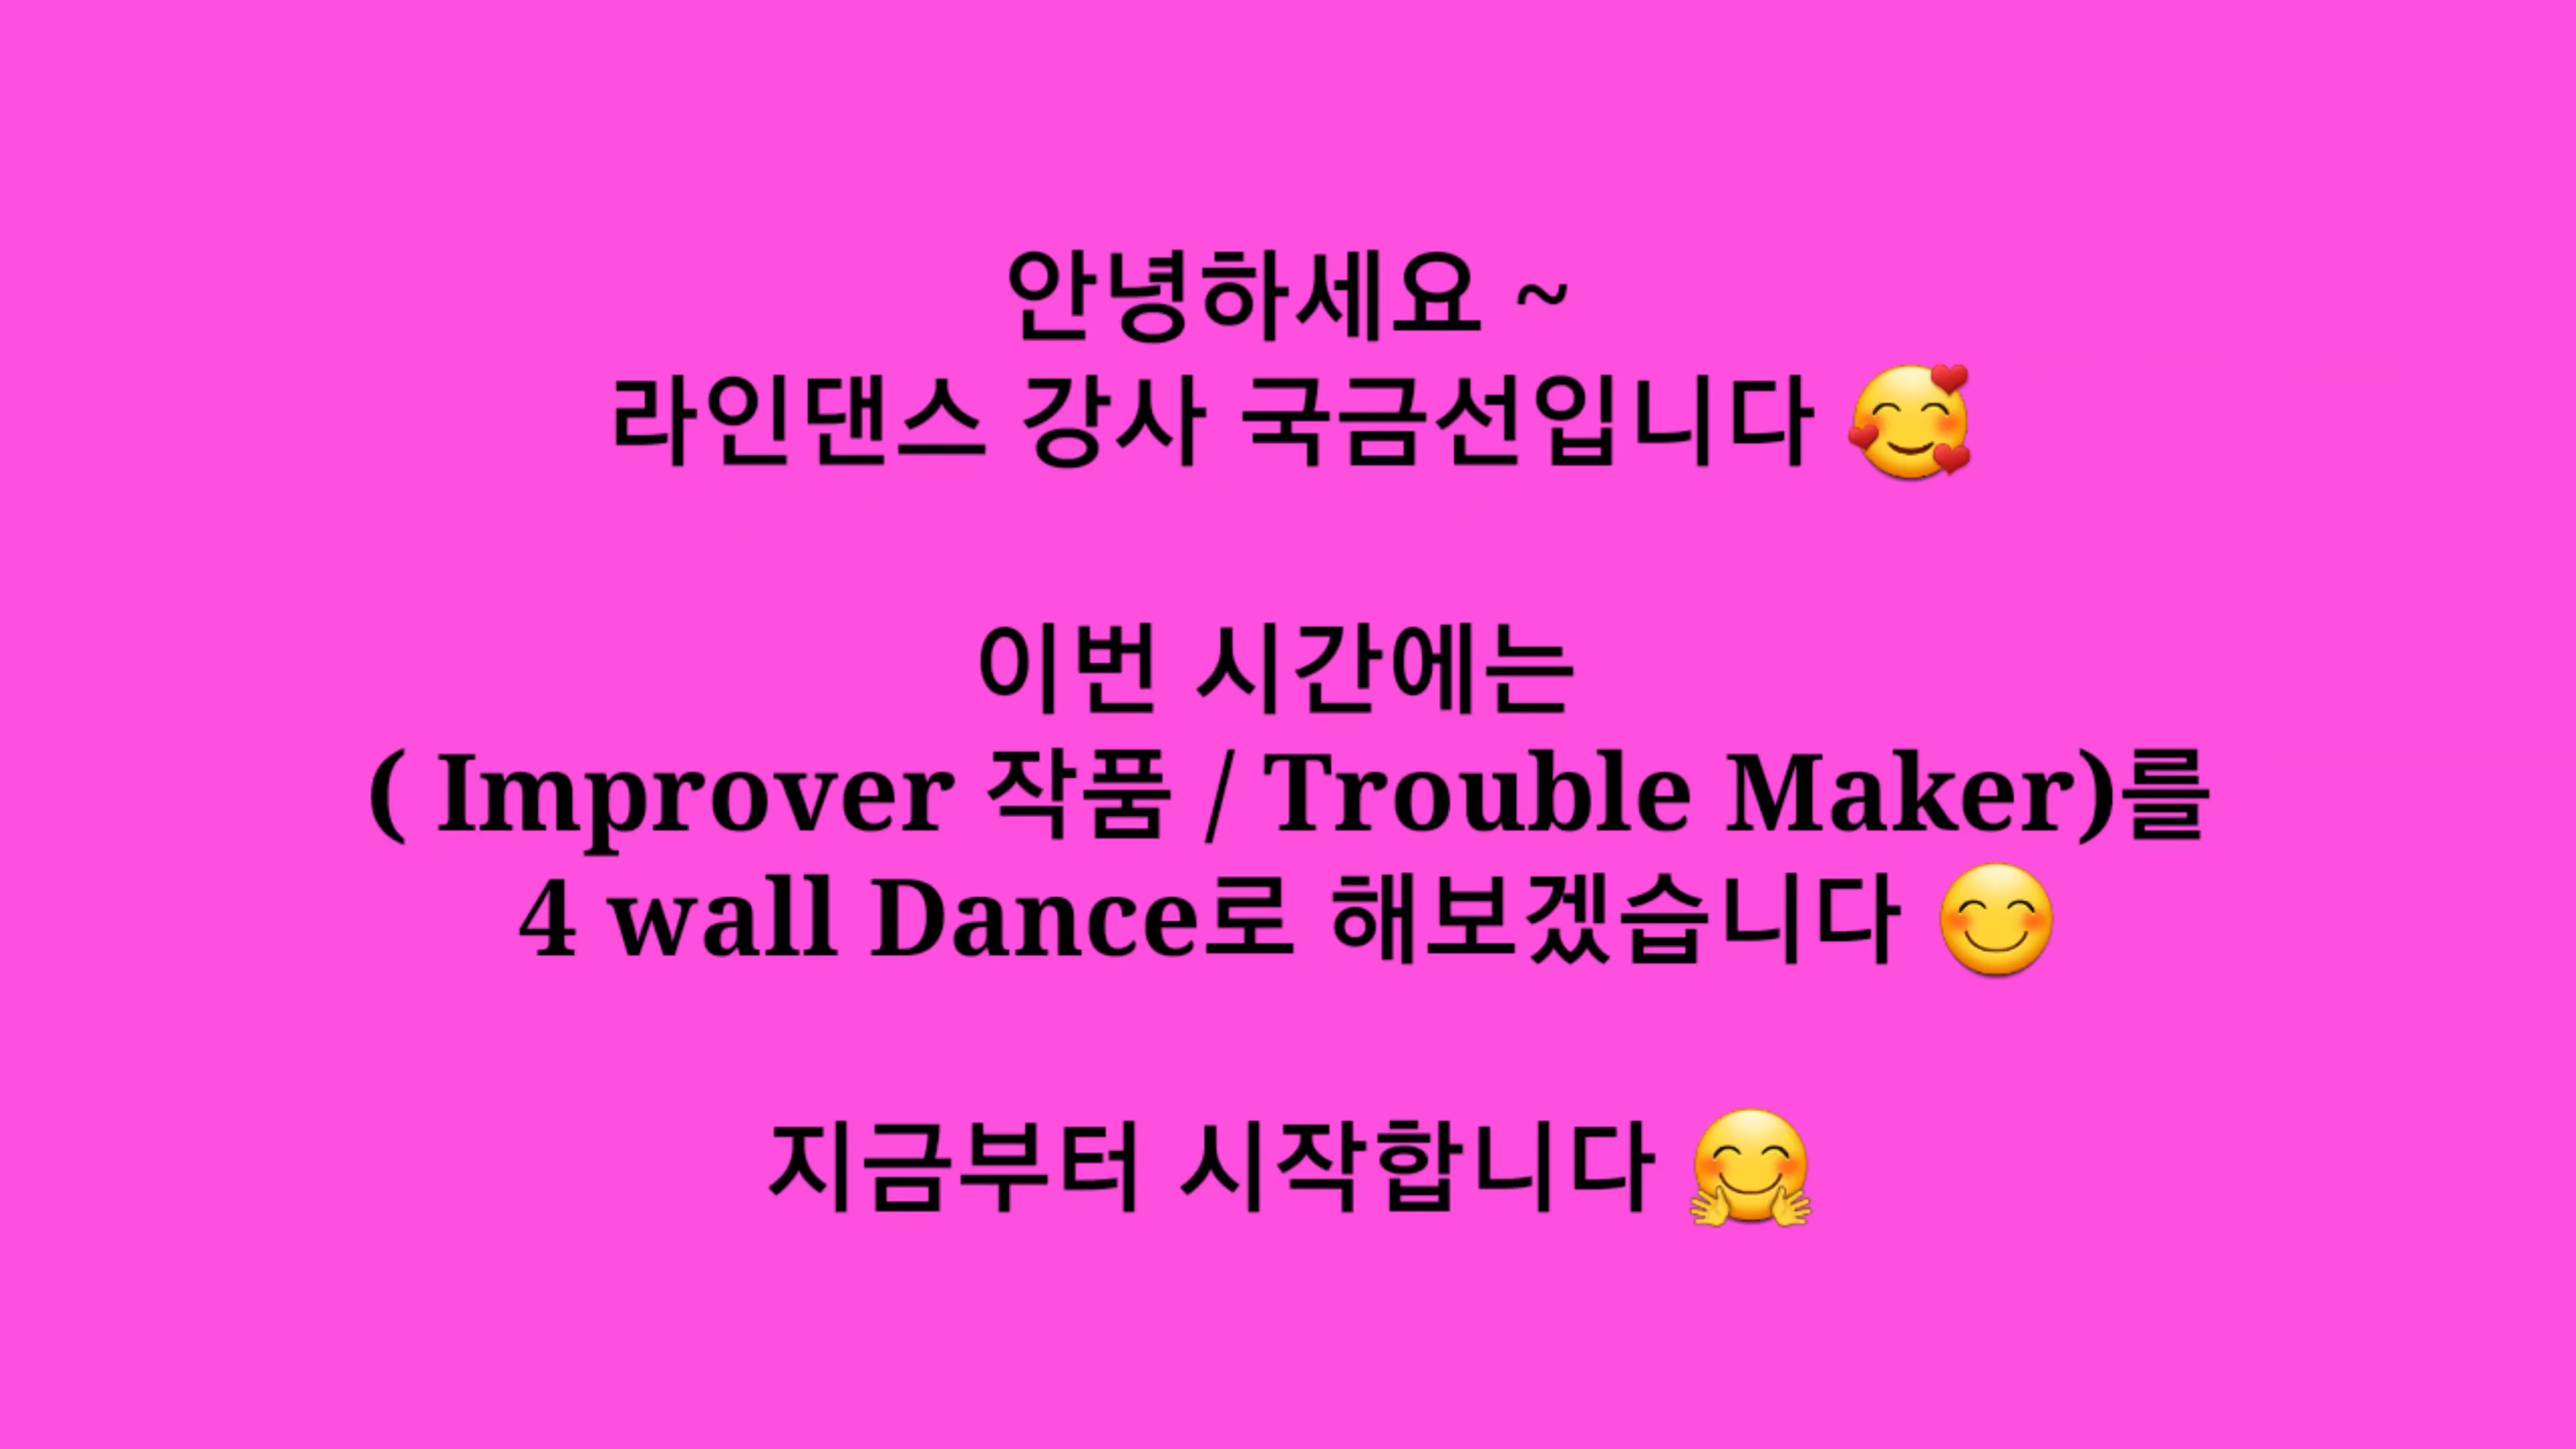 안녕하세요 ~
라인댄스 강사 국금선입니다 🥰
이번 시간에는
( Improver 작품 / Trouble Maker)를
4 wall Dance로 해보겠습니다 😊
지금부터 시작합니다 🤗